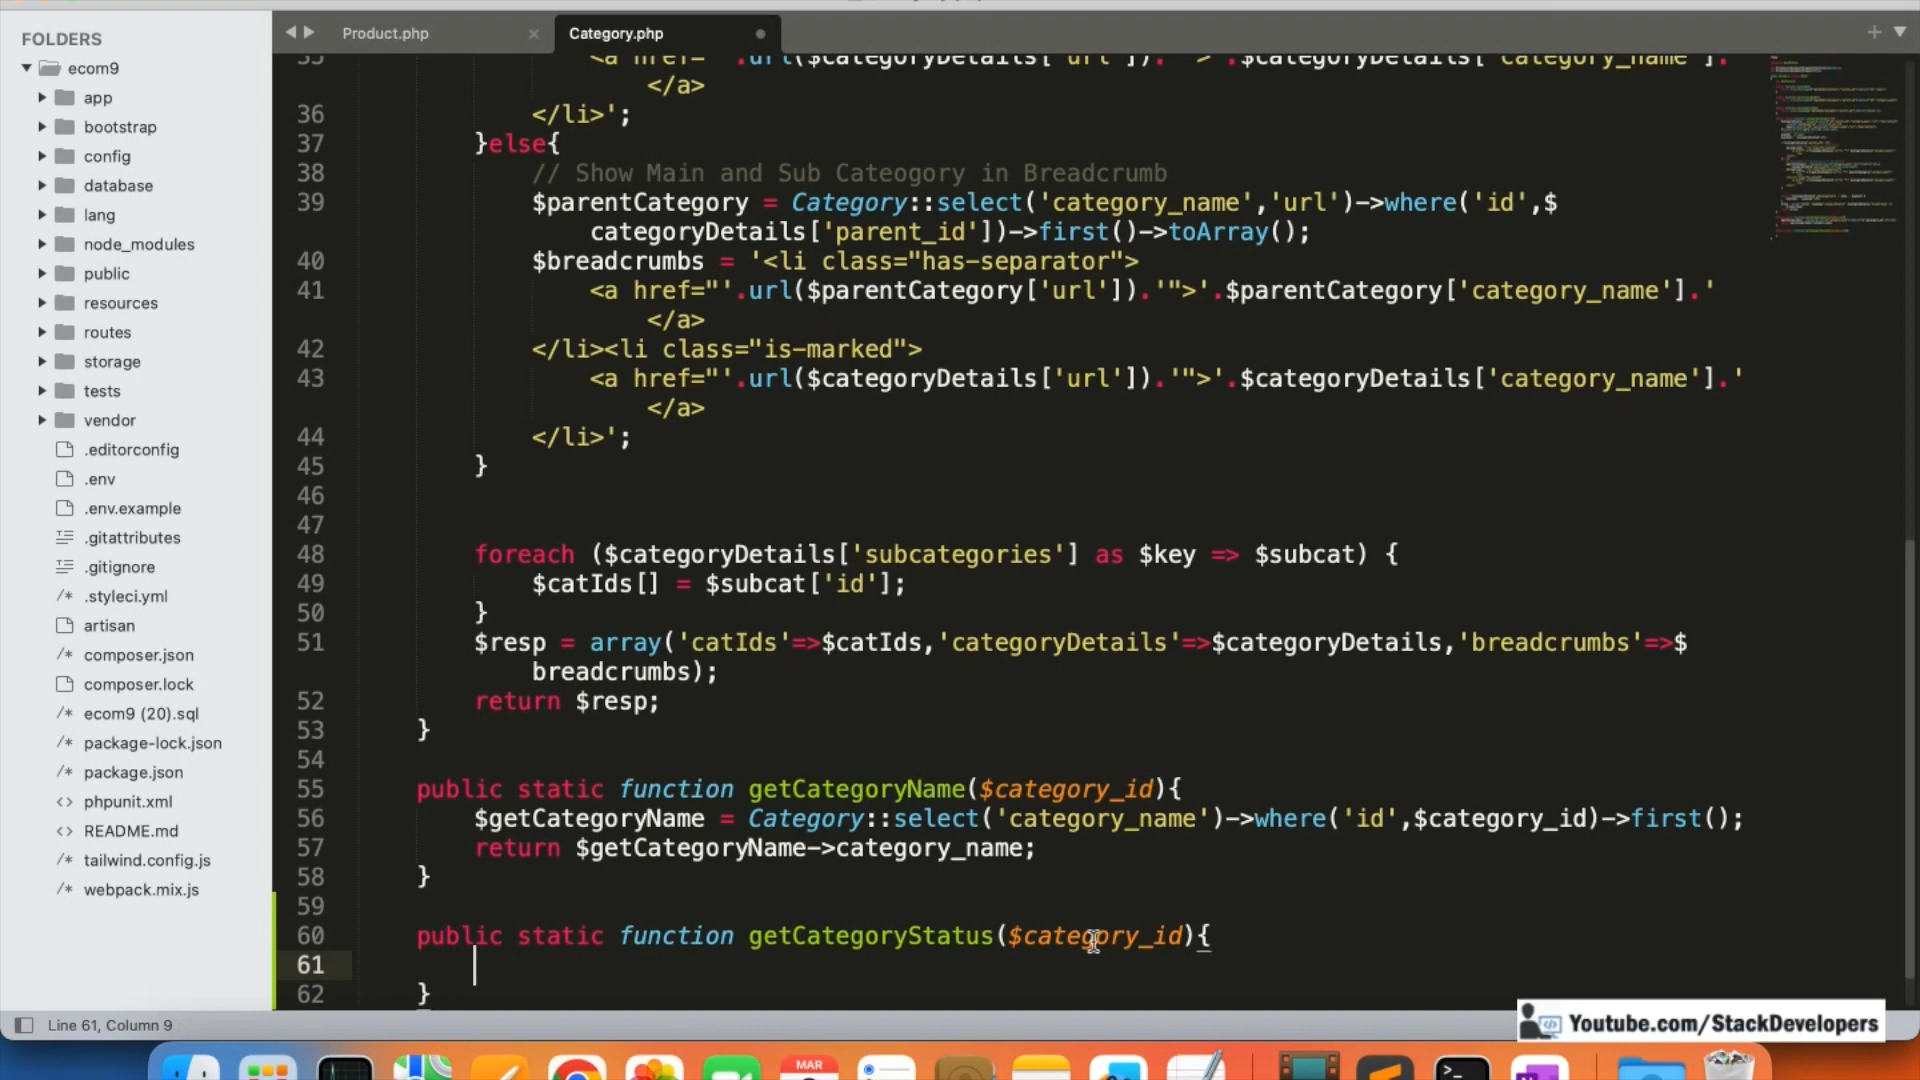 FOLDERS
ecom9
app
bootstrap
config
database
lang
node_modules
public
resources
routes
storage
tests
vendor
.editorconfig
.env
.env.example
.gitattributes
.gitignore
.styleci.yml
artisan
composer.json
composer.lock
ecom9 (20).sql
package-lock.json
package.json
phpunit.xml
README.md
tailwind.config.js
webpack.mix.js
Product.php
Category.php
35 <a href="'.url($categoryDetails['url']).'">'.$categoryDetails['category_name'].'
</a>
36 </li>';
37 }else{
38 // Show Main and Sub Cateogory in Breadcrumb
39 $parentCategory = Category::select('category_name','url')->where('id',$
categoryDetails['parent_id'])->first()->toArray();
40 $breadcrumbs = '<li class="has-separator">
41 <a href="'.url($parentCategory['url']).'">'.$parentCategory['category_name'].'
</a>
42 </li><li class="is-marked">
43 <a href="'.url($categoryDetails['url']).'">'.$categoryDetails['category_name'].'
</a>
44 </li>';
45 }
46
47
48 foreach ($categoryDetails['subcategories'] as $key => $subcat) {
49 $catIds[] = $subcat['id'];
50 }
51 $resp = array('catIds'=>$catIds,'categoryDetails'=>$categoryDetails,'breadcrumbs'=>$
breadcrumbs);
52 return $resp;
53 }
54
55 public static function getCategoryName($category_id){
56 $getCategoryName = Category::select('category_name')->where('id',$category_id)->first();
57 return $getCategoryName->category_name;
58 }
59
60 public static function getCategoryStatus($category_id){
61
62 }
Line 61, Column 9
Youtube.com/StackDevelopers
MAR